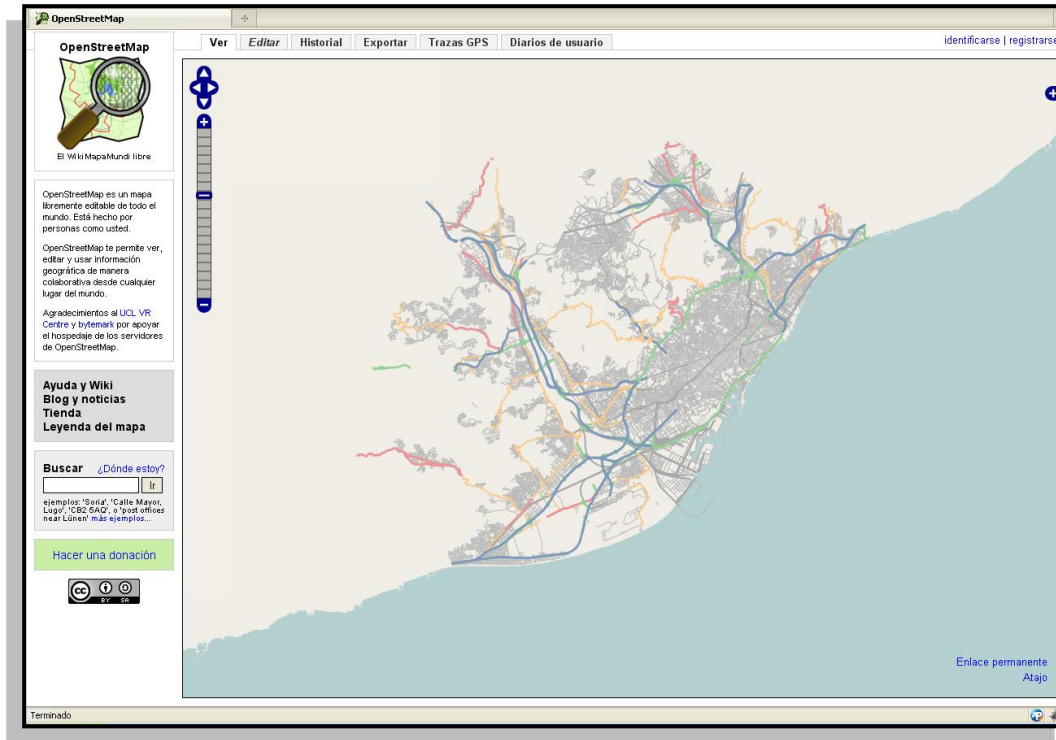 OpenStreetMap
OpenStreetMap
El WikiMapaMundi libre
Ver Editar Historial Exportar Trazas GPS Diarios de usuario
identificarse | registrarse
OpenStreetMap es un mapa
libremente editable de todo el
mundo. Está hecho por
personas como usted.
OpenStreetMap te permite ver,
editar y usar información
geográfica de manera
colaborativa desde cualquier
lugar del mundo.
Agradecimientos al UCL VR
Centre y bytemark por apoyar
el hospedaje de los servidores
de OpenStreetMap.
Ayuda y Wiki
Blog y noticias
Tienda
Leyenda del mapa
Buscar ¿Dónde estoy?
Ir
ejemplos: 'Soria', 'Calle Mayor,
Lugo', 'CB2 5AQ', o 'post offices
near Lünen' más ejemplos...
Hacer una donación
cc BY SA
Enlace permanente
Atajo
Terminado